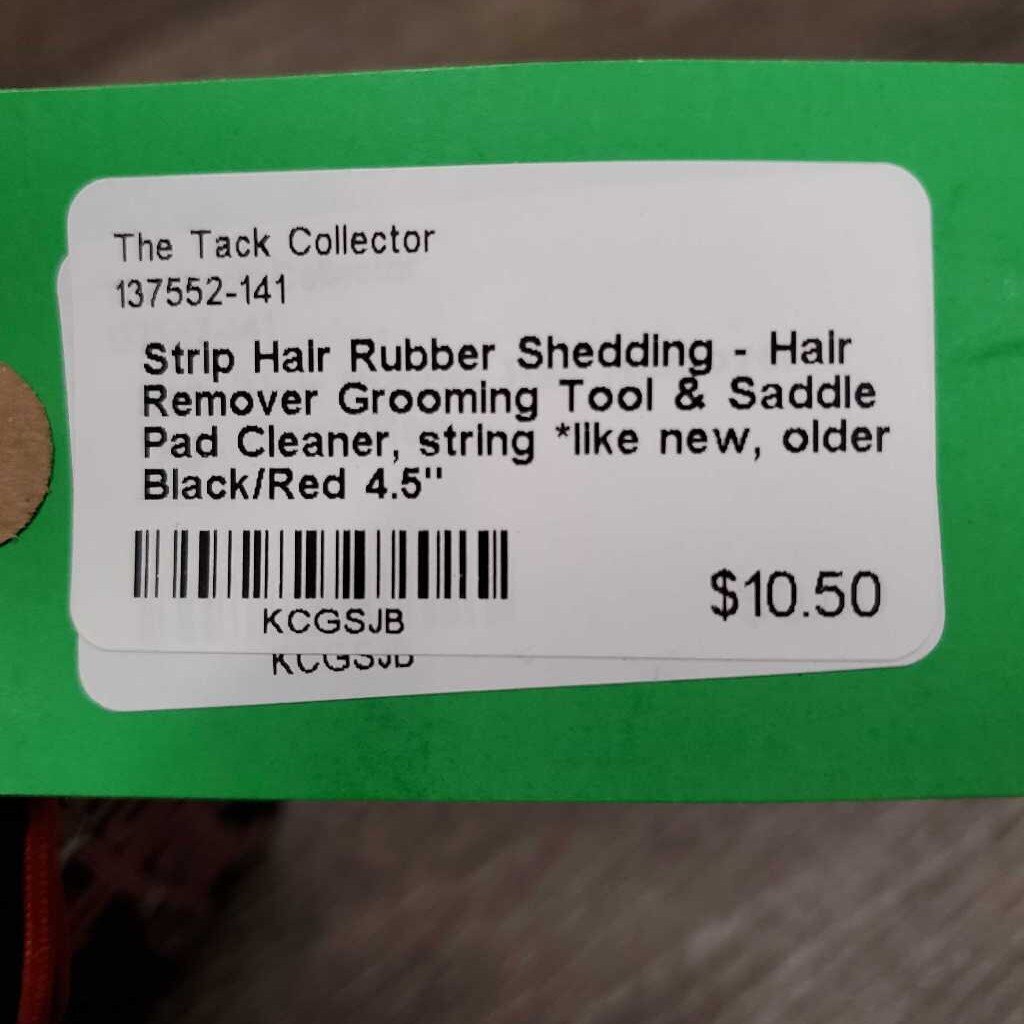 The Tack Collector
137552-141
Strip Hair Rubber Shedding - Hair
Remover Grooming Tool & Saddle
Pad Cleaner, string *like new, older
Black/Red 4.5"
KCGSJB
$10.50
KCGSJB